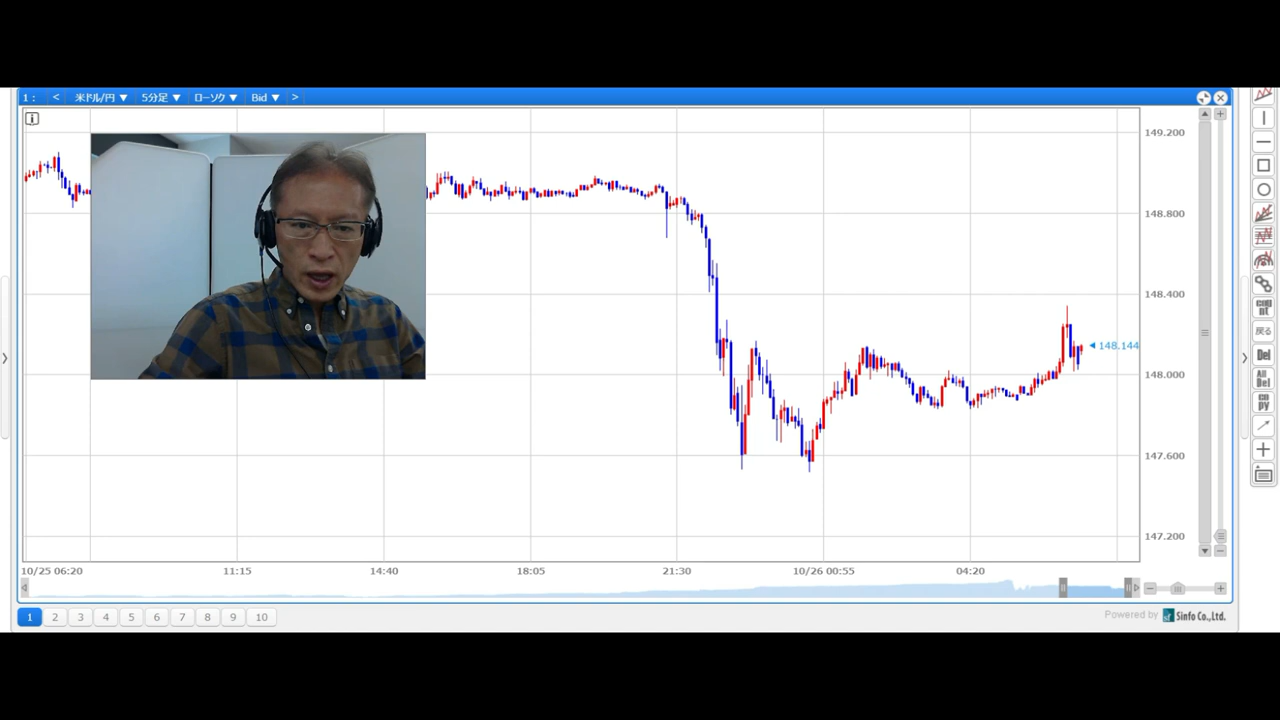 1： < 米ドル/円 ▼ 5分足 ▼ ローソク ▼ Bid ▼ >
149.200
148.800
148.400
148.144
148.000
147.600
147.200
10/25 06:20 11:15 14:40 18:05 21:30 10/26 00:55 04:20
戻る
Del
All Del
copy
1 2 3 4 5 6 7 8 9 10
Powered by Sinfo Co.,Ltd.